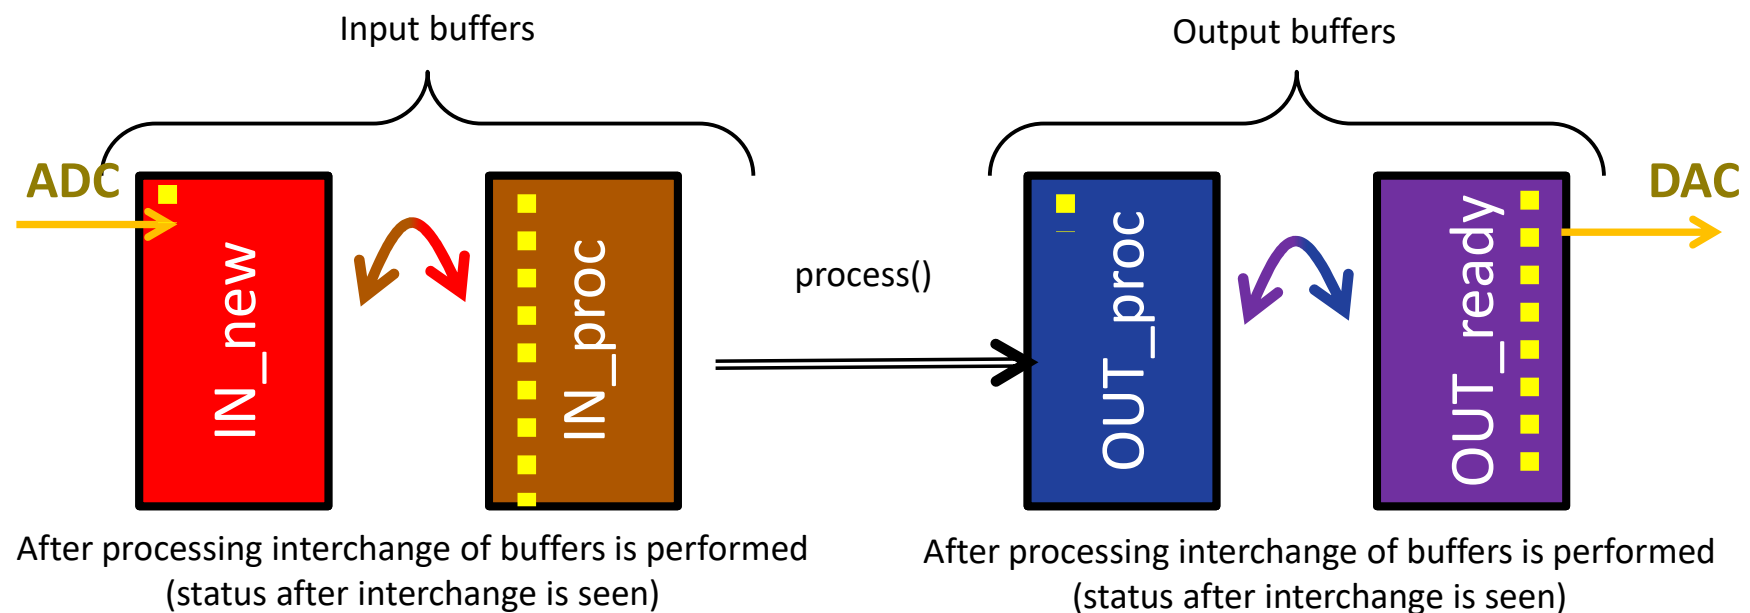 Input buffers
Output buffers
ADC
DAC
IN_new
IN_proc
process()
OUT_proc
OUT_ready
After processing interchange of buffers is performed
(status after interchange is seen)
After processing interchange of buffers is performed
(status after interchange is seen)